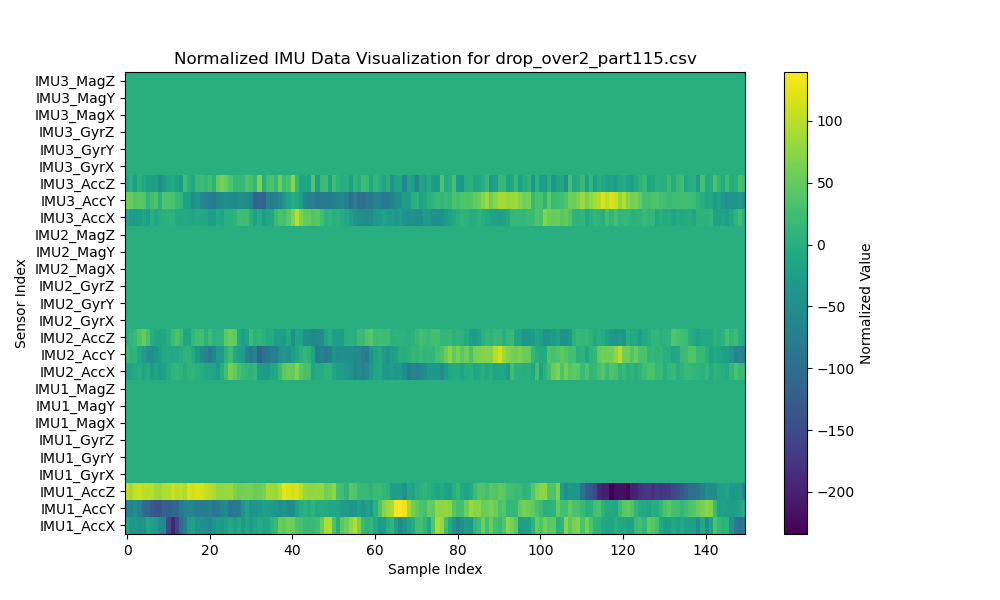 Normalized IMU Data Visualization for drop_over2_part115.csv
IMU3_MagZ
IMU3_MagY
IMU3_MagX
IMU3_GyrZ
IMU3_GyrY
IMU3_GyrX
IMU3_AccZ
IMU3_AccY
IMU3_AccX
IMU2_MagZ
IMU2_MagY
IMU2_MagX
IMU2_GyrZ
IMU2_GyrY
IMU2_GyrX
IMU2_AccZ
IMU2_AccY
IMU2_AccX
IMU1_MagZ
IMU1_MagY
IMU1_MagX
IMU1_GyrZ
IMU1_GyrY
IMU1_GyrX
IMU1_AccZ
IMU1_AccY
IMU1_AccX
Sensor Index
0 20 40 60 80 100 120 140
Sample Index
100
50
0
−50
−100
−150
−200
Normalized Value